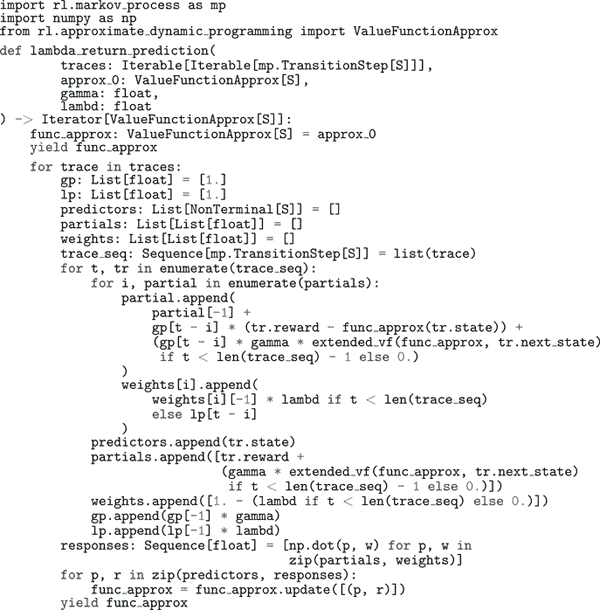 import rl.markov_process as mp
import numpy as np
from rl.approximate_dynamic_programming import ValueFunctionApprox
def lambda_return_prediction(
        traces: Iterable[Iterable[mp.TransitionStep[S]]],
        approx_0: ValueFunctionApprox[S],
        gamma: float,
        lambd: float
) -> Iterator[ValueFunctionApprox[S]]:
    func_approx: ValueFunctionApprox[S] = approx_0
    yield func_approx
    for trace in traces:
        gp: List[float] = [1.]
        lp: List[float] = [1.]
        predictors: List[NonTerminal[S]] = []
        partials: List[List[float]] = []
        weights: List[List[float]] = []
        trace_seq: Sequence[mp.TransitionStep[S]] = list(trace)
        for t, tr in enumerate(trace_seq):
            for i, partial in enumerate(partials):
                partial.append(
                    partial[-1] +
                    gp[t - i] * (tr.reward - func_approx(tr.state)) +
                    (gp[t - i] * gamma * extended_vf(func_approx, tr.next_state)
                     if t < len(trace_seq) - 1 else 0.)
                )
                weights[i].append(
                    weights[i][-1] * lambd if t < len(trace_seq)
                    else lp[t - i]
                )
            predictors.append(tr.state)
            partials.append([tr.reward +
                             (gamma * extended_vf(func_approx, tr.next_state)
                              if t < len(trace_seq) - 1 else 0.)])
            weights.append([1. - (lambd if t < len(trace_seq) else 0.)])
            gp.append(gp[-1] * gamma)
            lp.append(lp[-1] * lambd)
        responses: Sequence[float] = [np.dot(p, w) for p, w in
                                      zip(partials, weights)]
        for p, r in zip(predictors, responses):
            func_approx = func_approx.update([(p, r)])
        yield func_approx